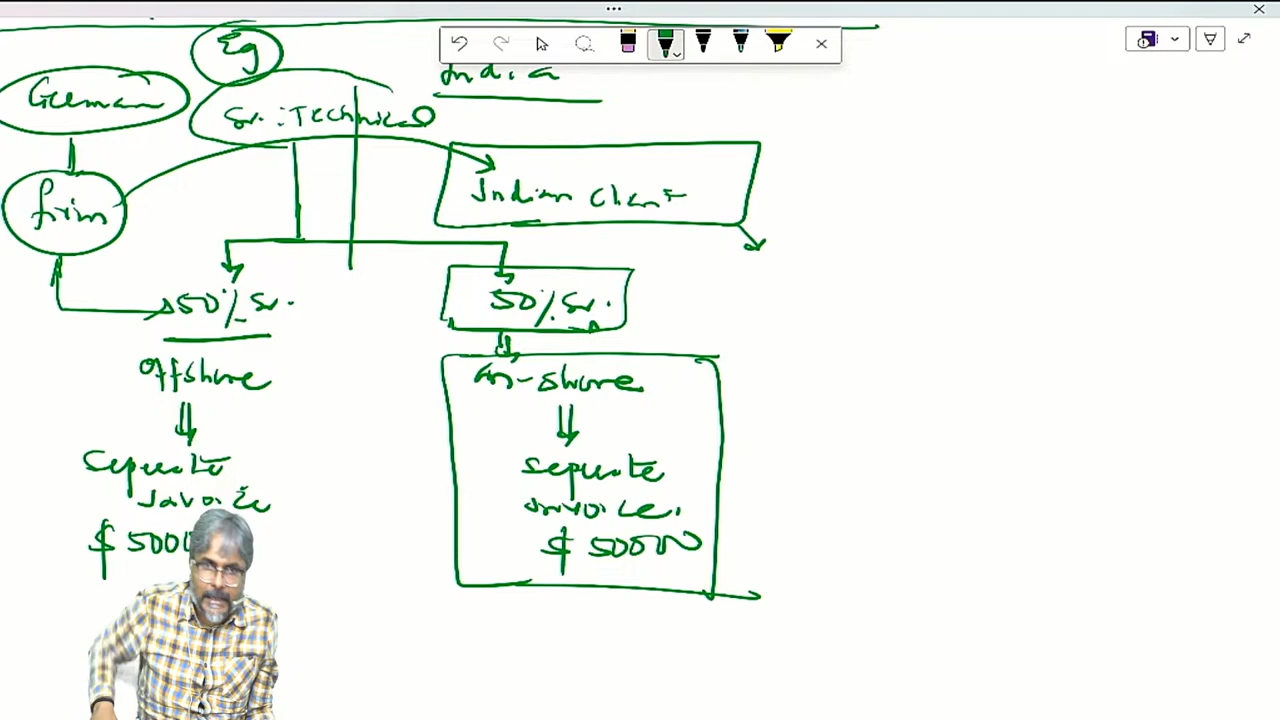 Eg
India
German
Sr. : Technical
firm
Indian Client
50% Sr.
50% Sr.
Offshore
on-shore
Separate
Invoice
$ 5000
Separate
Invoice.
$ 50000